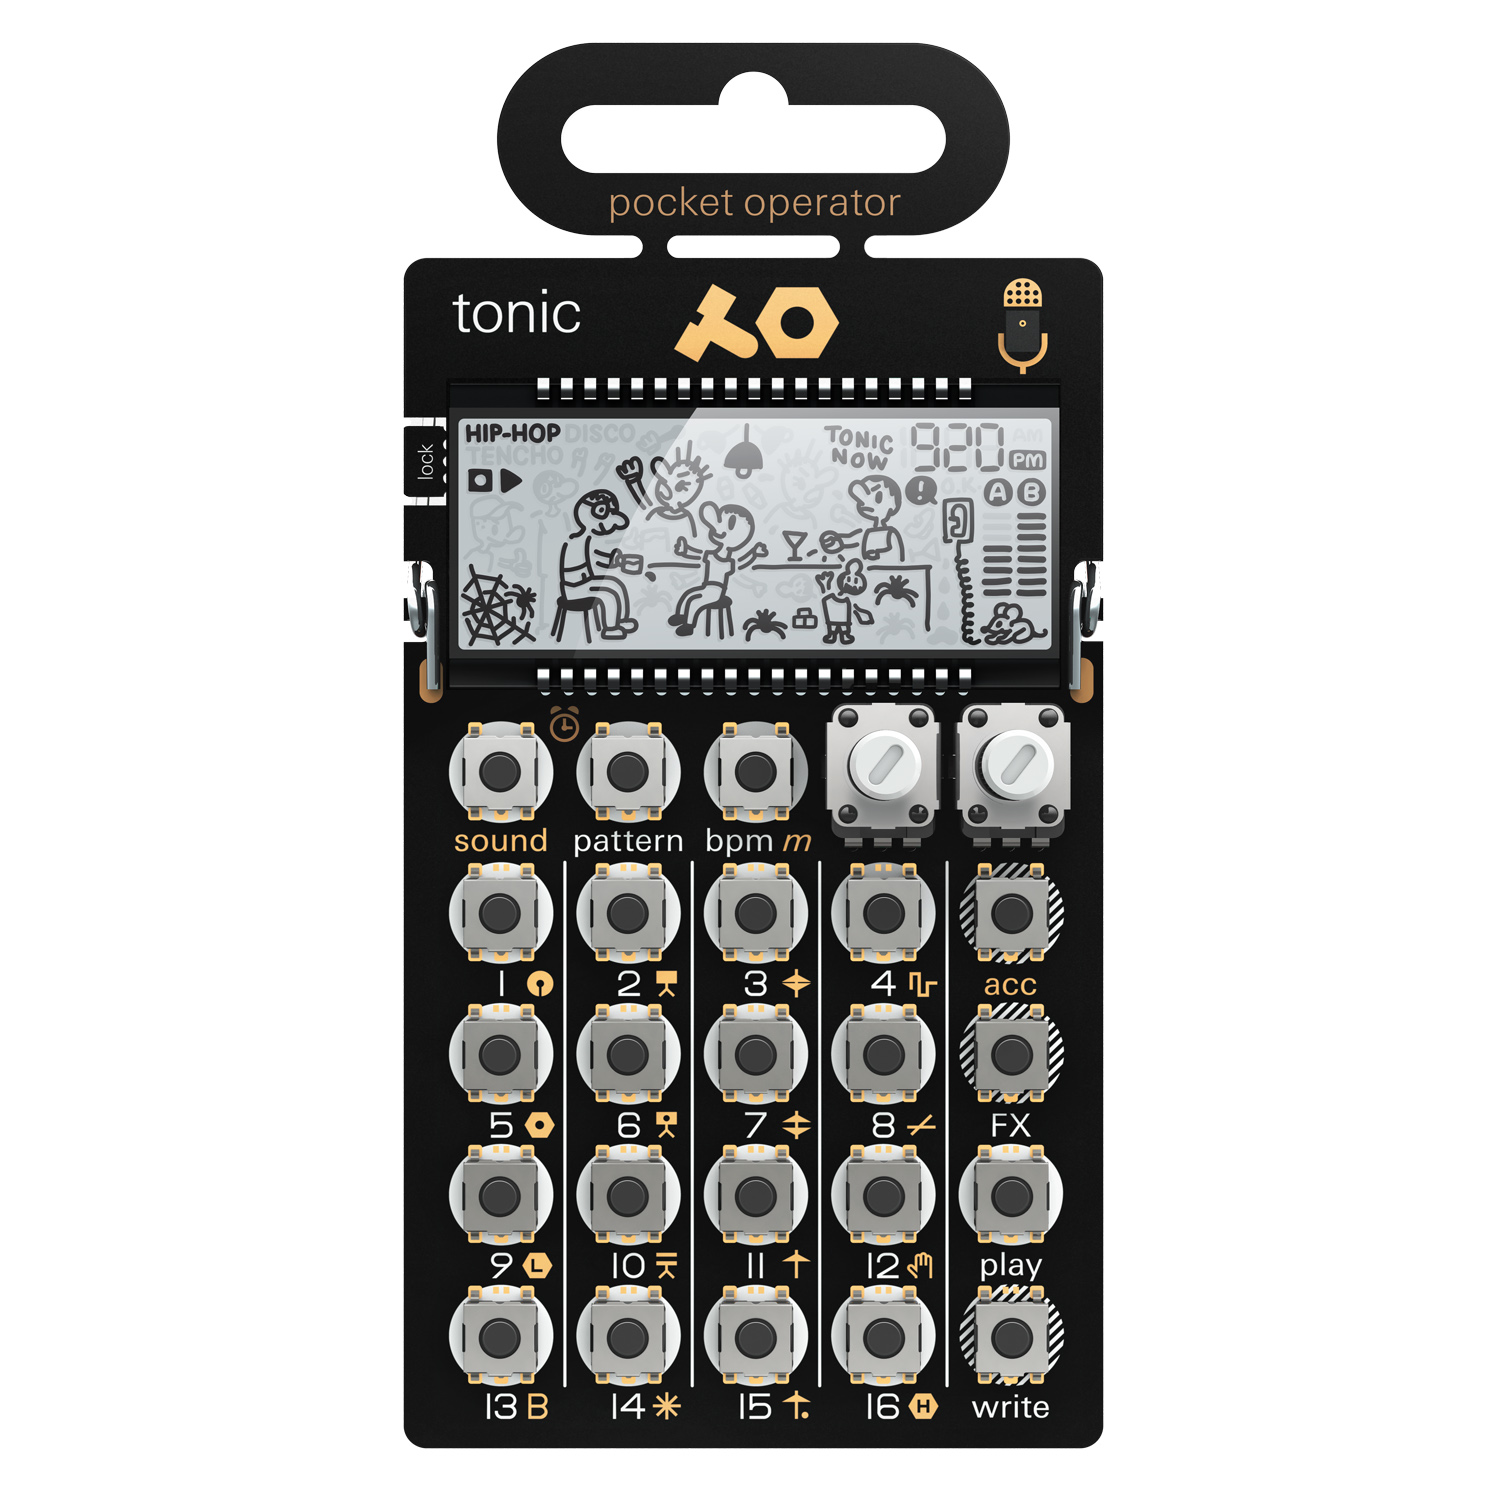 pocket operator
tonic
HIP-HOP DISCO
TENCHO
TONIC
NOW
920
AM
PM
O.K.
A B
lock
sound pattern bpm m
1 2 3 4 acc
5 6 7 8 FX
9 L 10 11 12 play
13 B 14 15 16 H write